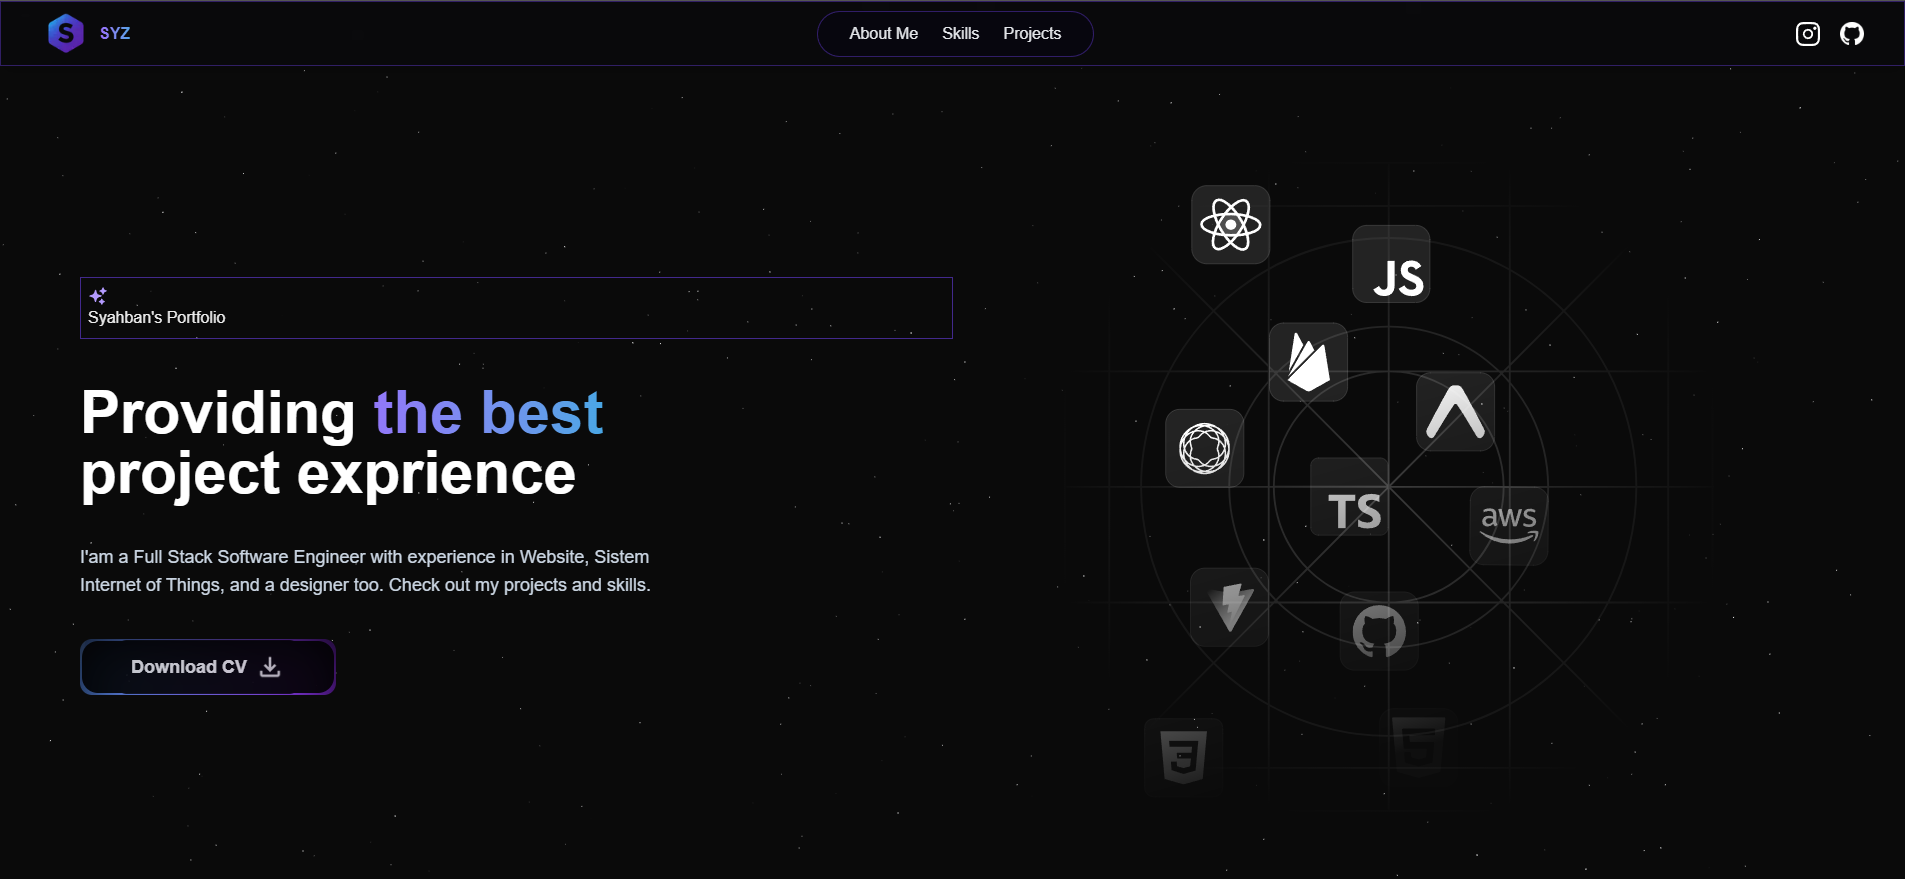 S SYZ
About Me Skills Projects
Syahban's Portfolio
Providing the best
project exprience
I'am a Full Stack Software Engineer with experience in Website, Sistem
Internet of Things, and a designer too. Check out my projects and skills.
Download CV
JS
TS
aws
3
5